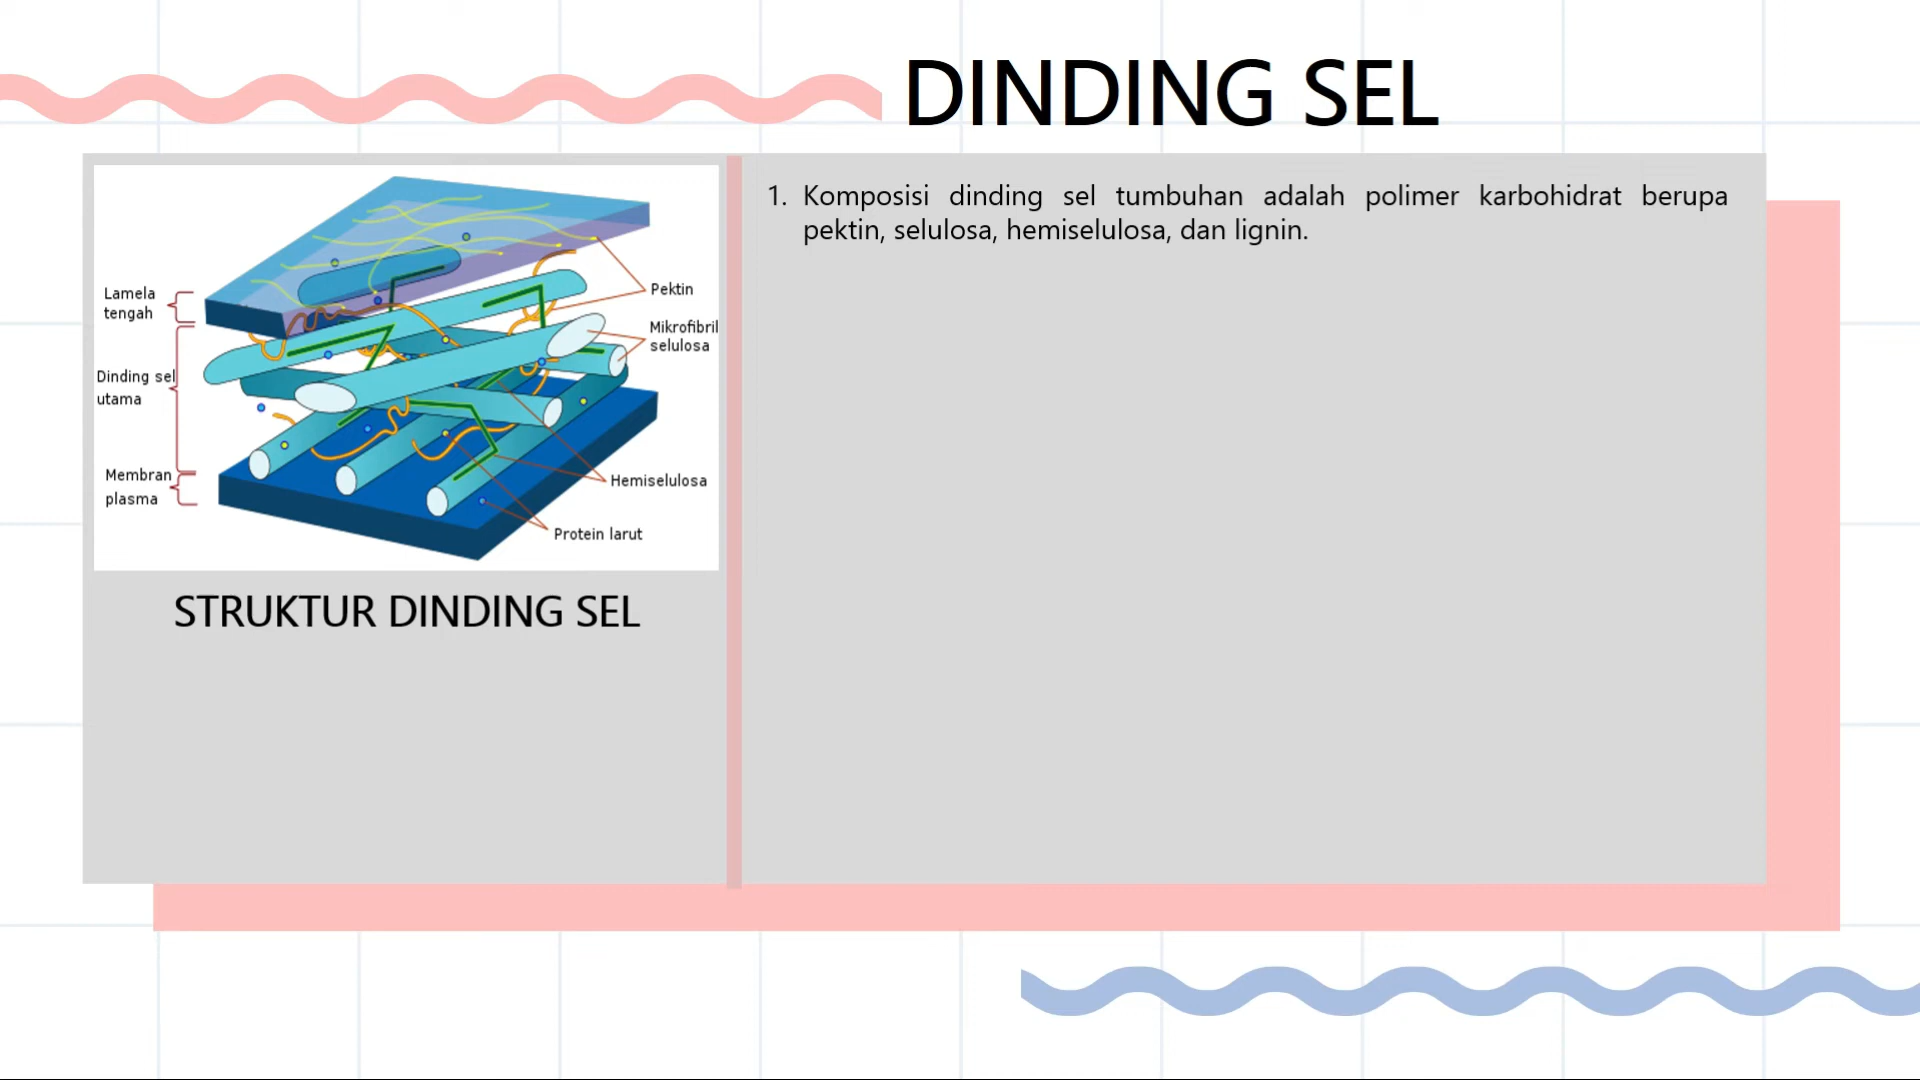 DINDING SEL
Lamela
tengah
Dinding sel
utama
Membran
plasma
Pektin
Mikrofibril
selulosa
Hemiselulosa
Protein larut
STRUKTUR DINDING SEL
1. Komposisi dinding sel tumbuhan adalah polimer karbohidrat berupa
pektin, selulosa, hemiselulosa, dan lignin.